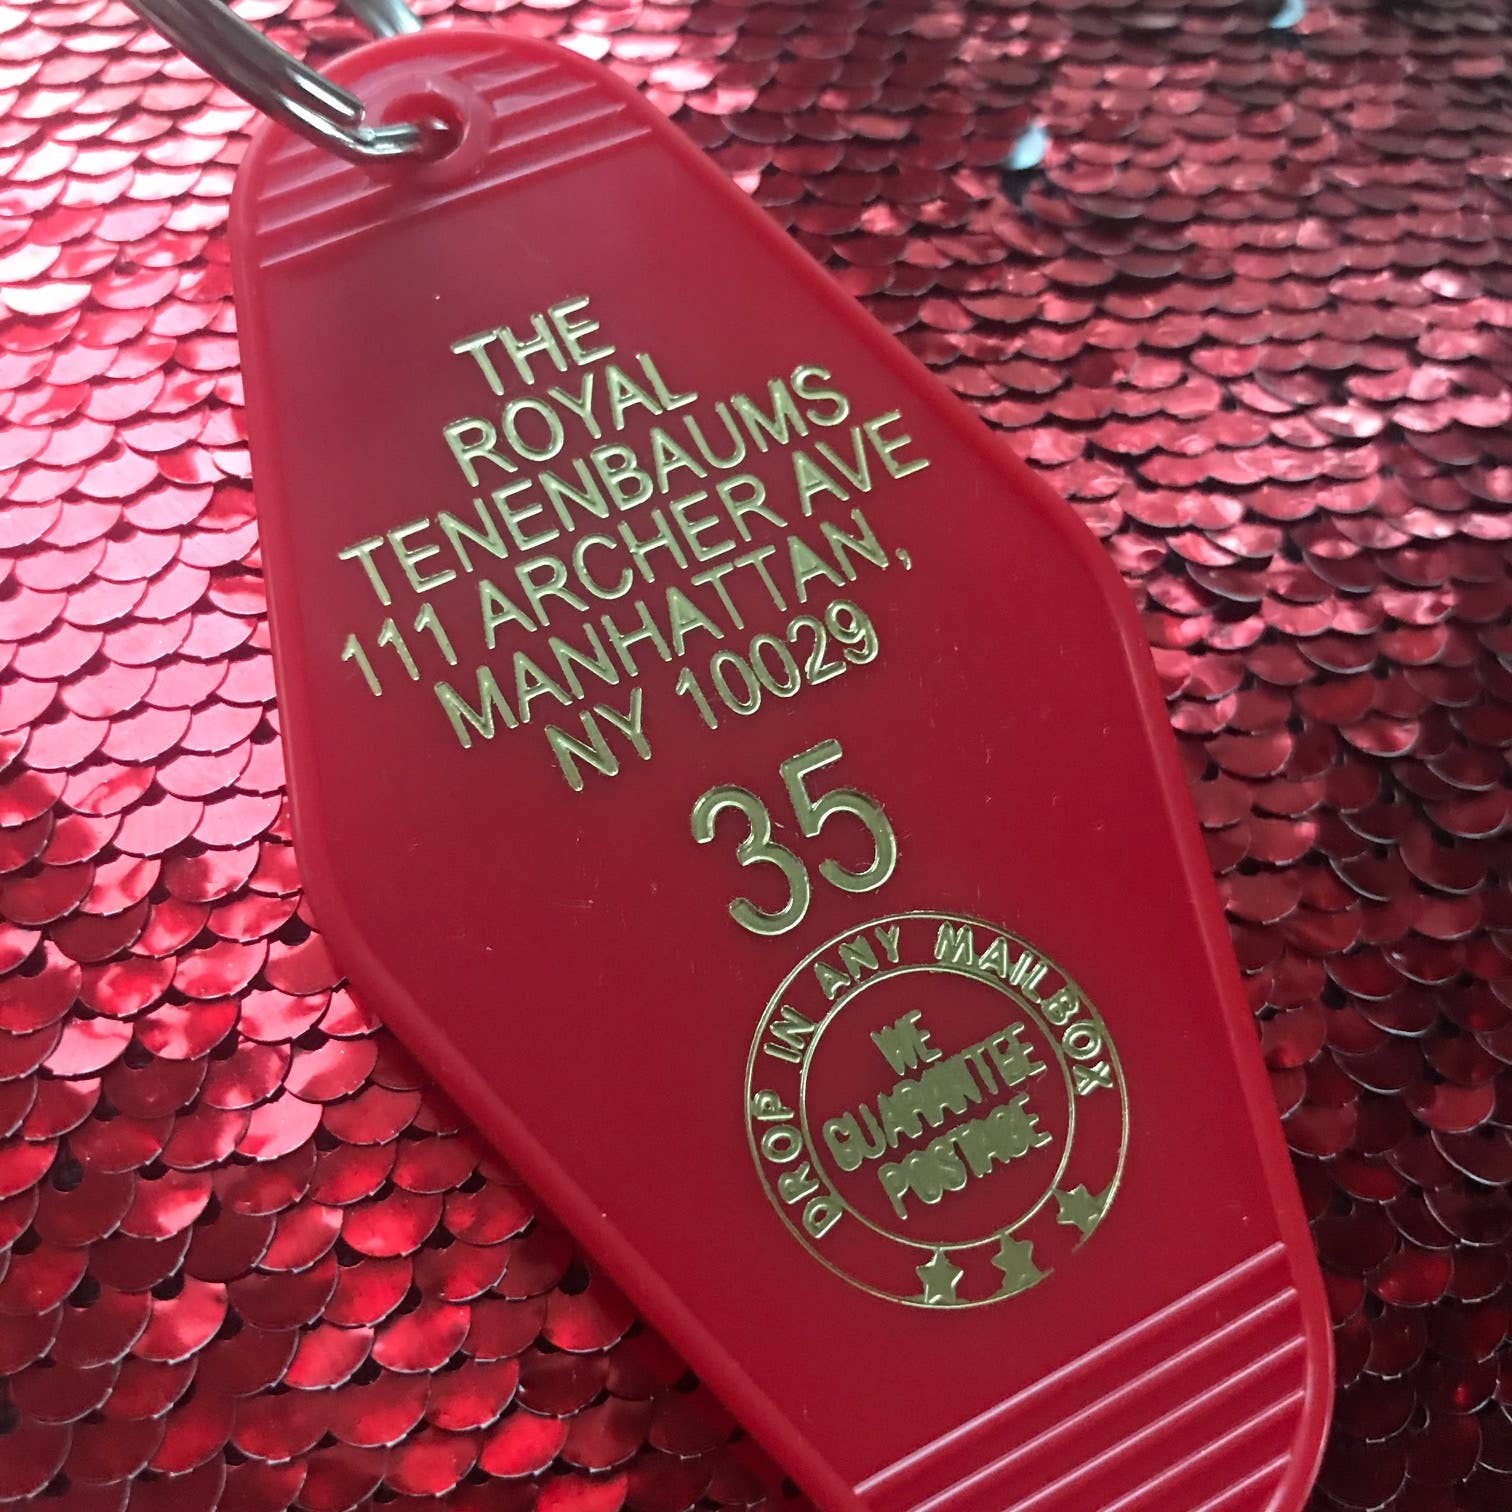 THE
ROYAL
TENENBAUMS
111 ARCHER AVE
MANHATTAN,
NY 10029
35
DROP IN ANY MAILBOX
WE
GUARANTEE
POSTAGE